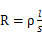 R = ρ l/s